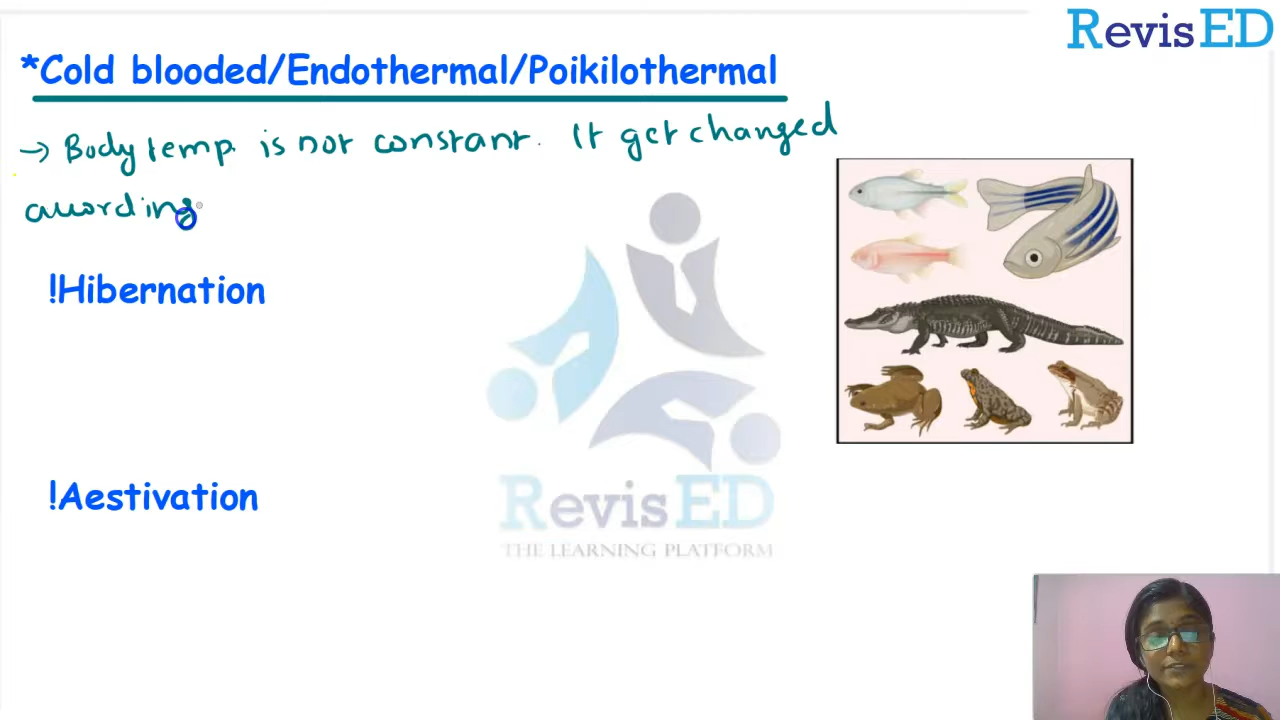 RevisED
*Cold blooded/Endothermal/Poikilothermal
→ Body temp. is not constant. It get changed
according
!Hibernation
!Aestivation
RevisED
THE LEARNING PLATFORM